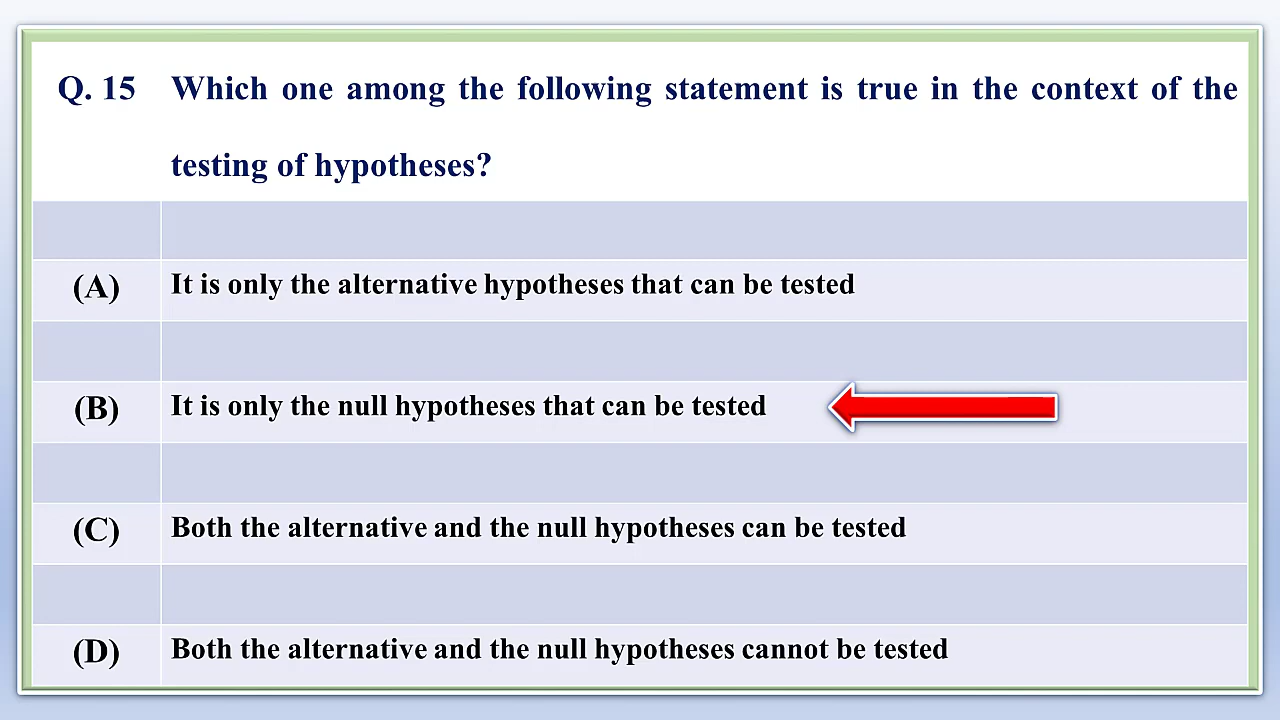 Q. 15 Which one among the following statement is true in the context of the
testing of hypotheses?
(A) It is only the alternative hypotheses that can be tested
(B) It is only the null hypotheses that can be tested
(C) Both the alternative and the null hypotheses can be tested
(D) Both the alternative and the null hypotheses cannot be tested